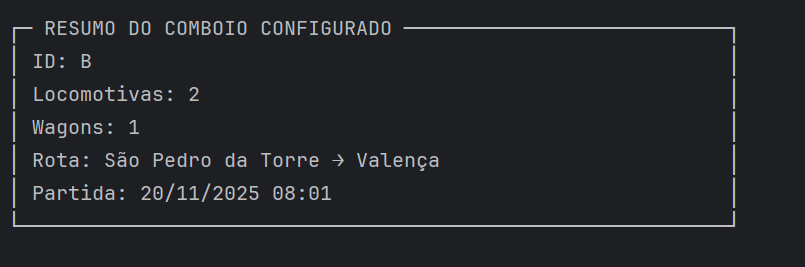 RESUMO DO COMBOIO CONFIGURADO
ID: B
Locomotivas: 2
Wagons: 1
Rota: São Pedro da Torre → Valença
Partida: 20/11/2025 08:01